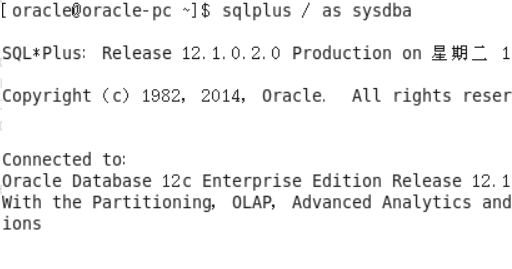 [oracle@oracle-pc ~]$ sqlplus / as sysdba
SQL*Plus: Release 12.1.0.2.0 Production on 星期二 1
Copyright (c) 1982, 2014, Oracle. All rights reser
Connected to:
Oracle Database 12c Enterprise Edition Release 12.1
With the Partitioning, OLAP, Advanced Analytics and
ions